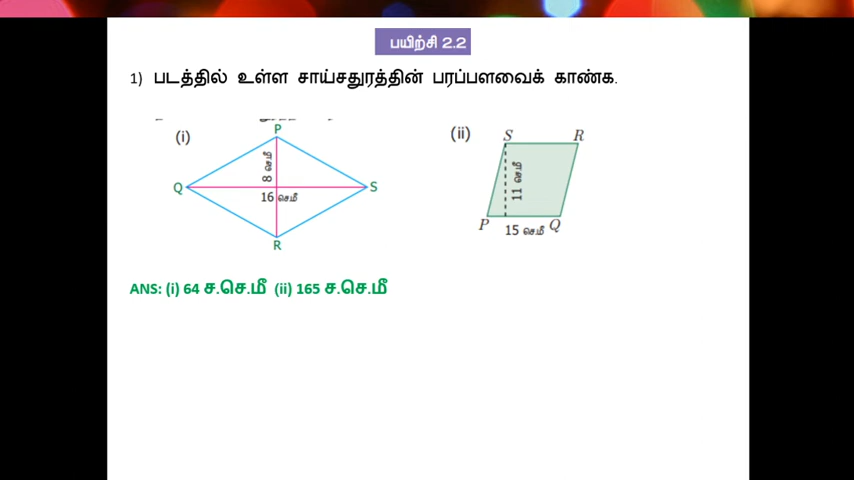 பயிற்சி 2.2
1) படத்தில் உள்ள சாய்சதுரத்தின் பரப்பளவைக் காண்க.
(i)
P
8 செமீ
Q
S
16 செமீ
R
(ii)
S R
11 செமீ
P Q
15 செமீ
ANS: (i) 64 ச.செ.மீ (ii) 165 ச.செ.மீ